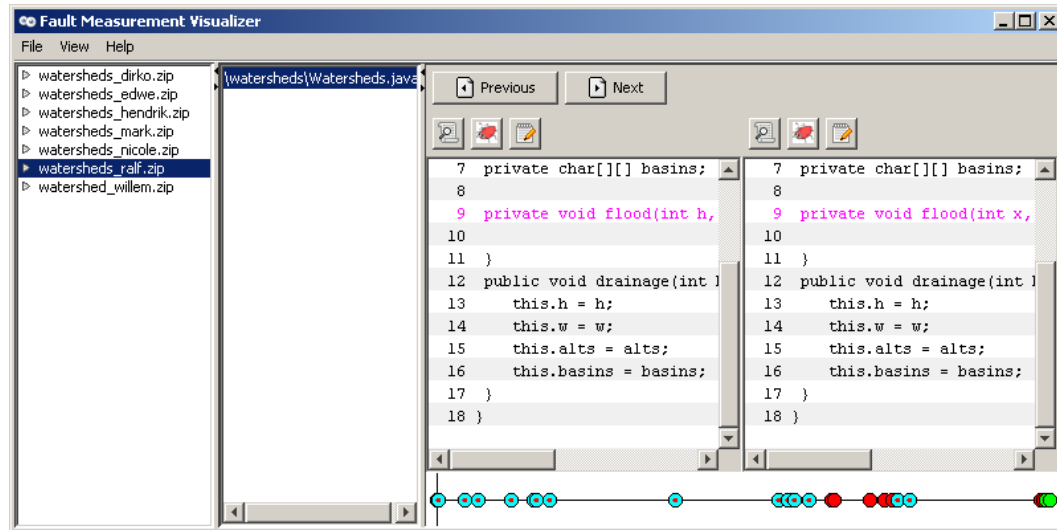 Fault Measurement Visualizer
File View Help
watersheds_dirko.zip
watersheds_edwe.zip
watersheds_hendrik.zip
watersheds_mark.zip
watersheds_nicole.zip
watersheds_ralf.zip
watershed_willem.zip
\watersheds\Watersheds.java
Previous Next
7 private char[][] basins;
8
9 private void flood(int h,
10
11 }
12 public void drainage(int
13 this.h = h;
14 this.w = w;
15 this.alts = alts;
16 this.basins = basins;
17 }
18 }
7 private char[][] basins;
8
9 private void flood(int x,
10
11 }
12 public void drainage(int
13 this.h = h;
14 this.w = w;
15 this.alts = alts;
16 this.basins = basins;
17 }
18 }